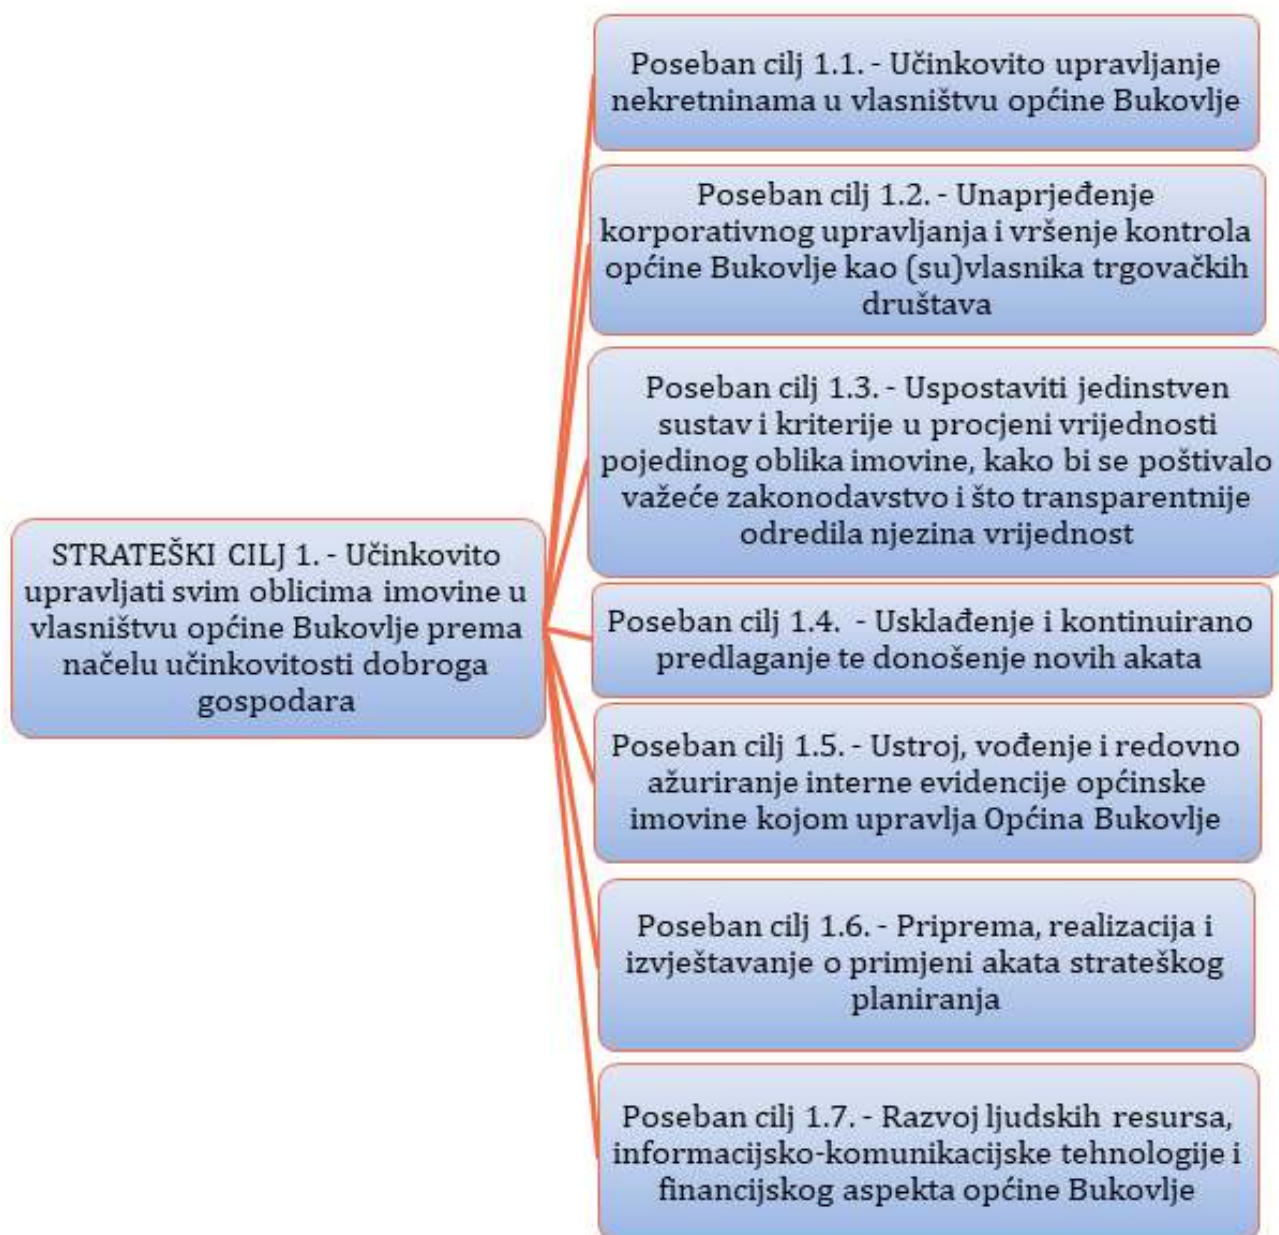 STRATEŠKI CILJ 1. - Učinkovito
upravljati svim oblicima imovine u
vlasništvu općine Bukovlje prema
načelu učinkovitosti dobroga
gospodara
Poseban cilj 1.1. - Učinkovito upravljanje
nekretninama u vlasništvu općine Bukovlje
Poseban cilj 1.2. - Unaprjeđenje
korporativnog upravljanja i vršenje kontrola
općine Bukovlje kao (su)vlasnika trgovačkih
društava
Poseban cilj 1.3. - Uspostaviti jedinstven
sustav i kriterije u procjeni vrijednosti
pojedinog oblika imovine, kako bi se poštivalo
važeće zakonodavstvo i što transparentnije
odredila njezina vrijednost
Poseban cilj 1.4. - Usklađenje i kontinuirano
predlaganje te donošenje novih akata
Poseban cilj 1.5. - Ustroj, vođenje i redovno
ažuriranje interne evidencije općinske
imovine kojom upravlja Općina Bukovlje
Poseban cilj 1.6. - Priprema, realizacija i
izvještavanje o primjeni akata strateškog
planiranja
Poseban cilj 1.7. - Razvoj ljudskih resursa,
informacijsko-komunikacijske tehnologije i
financijskog aspekta općine Bukovlje